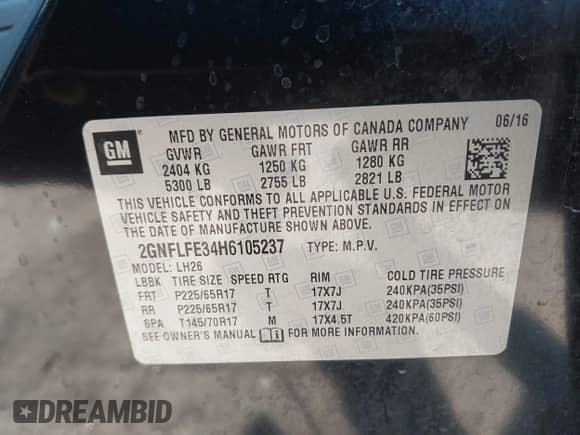 GM
MFD BY GENERAL MOTORS OF CANADA COMPANY 06/16
GVWR GAWR FRT GAWR RR
2404 KG 1250 KG 1280 KG
5300 LB 2755 LB 2821 LB
THIS VEHICLE CONFORMS TO ALL APPLICABLE U.S. FEDERAL MOTOR
VEHICLE SAFETY AND THEFT PREVENTION STANDARDS IN EFFECT ON
THE DATE OF MANUFACTURE SHOWN ABOVE.
2GNFLFE34H6105237 TYPE: M.P.V.
MODEL: LH26
LBBK TIRE SIZE SPEED RTG RIM COLD TIRE PRESSURE
FRT P225/65R17 T 17X7J 240KPA(35PSI)
RR P225/65R17 T 17X7J 240KPA(35PSI)
SPA T145/70R17 M 17X4.5T 420KPA(60PSI)
SEE OWNER'S MANUAL FOR MORE INFORMATION
DREAMBID